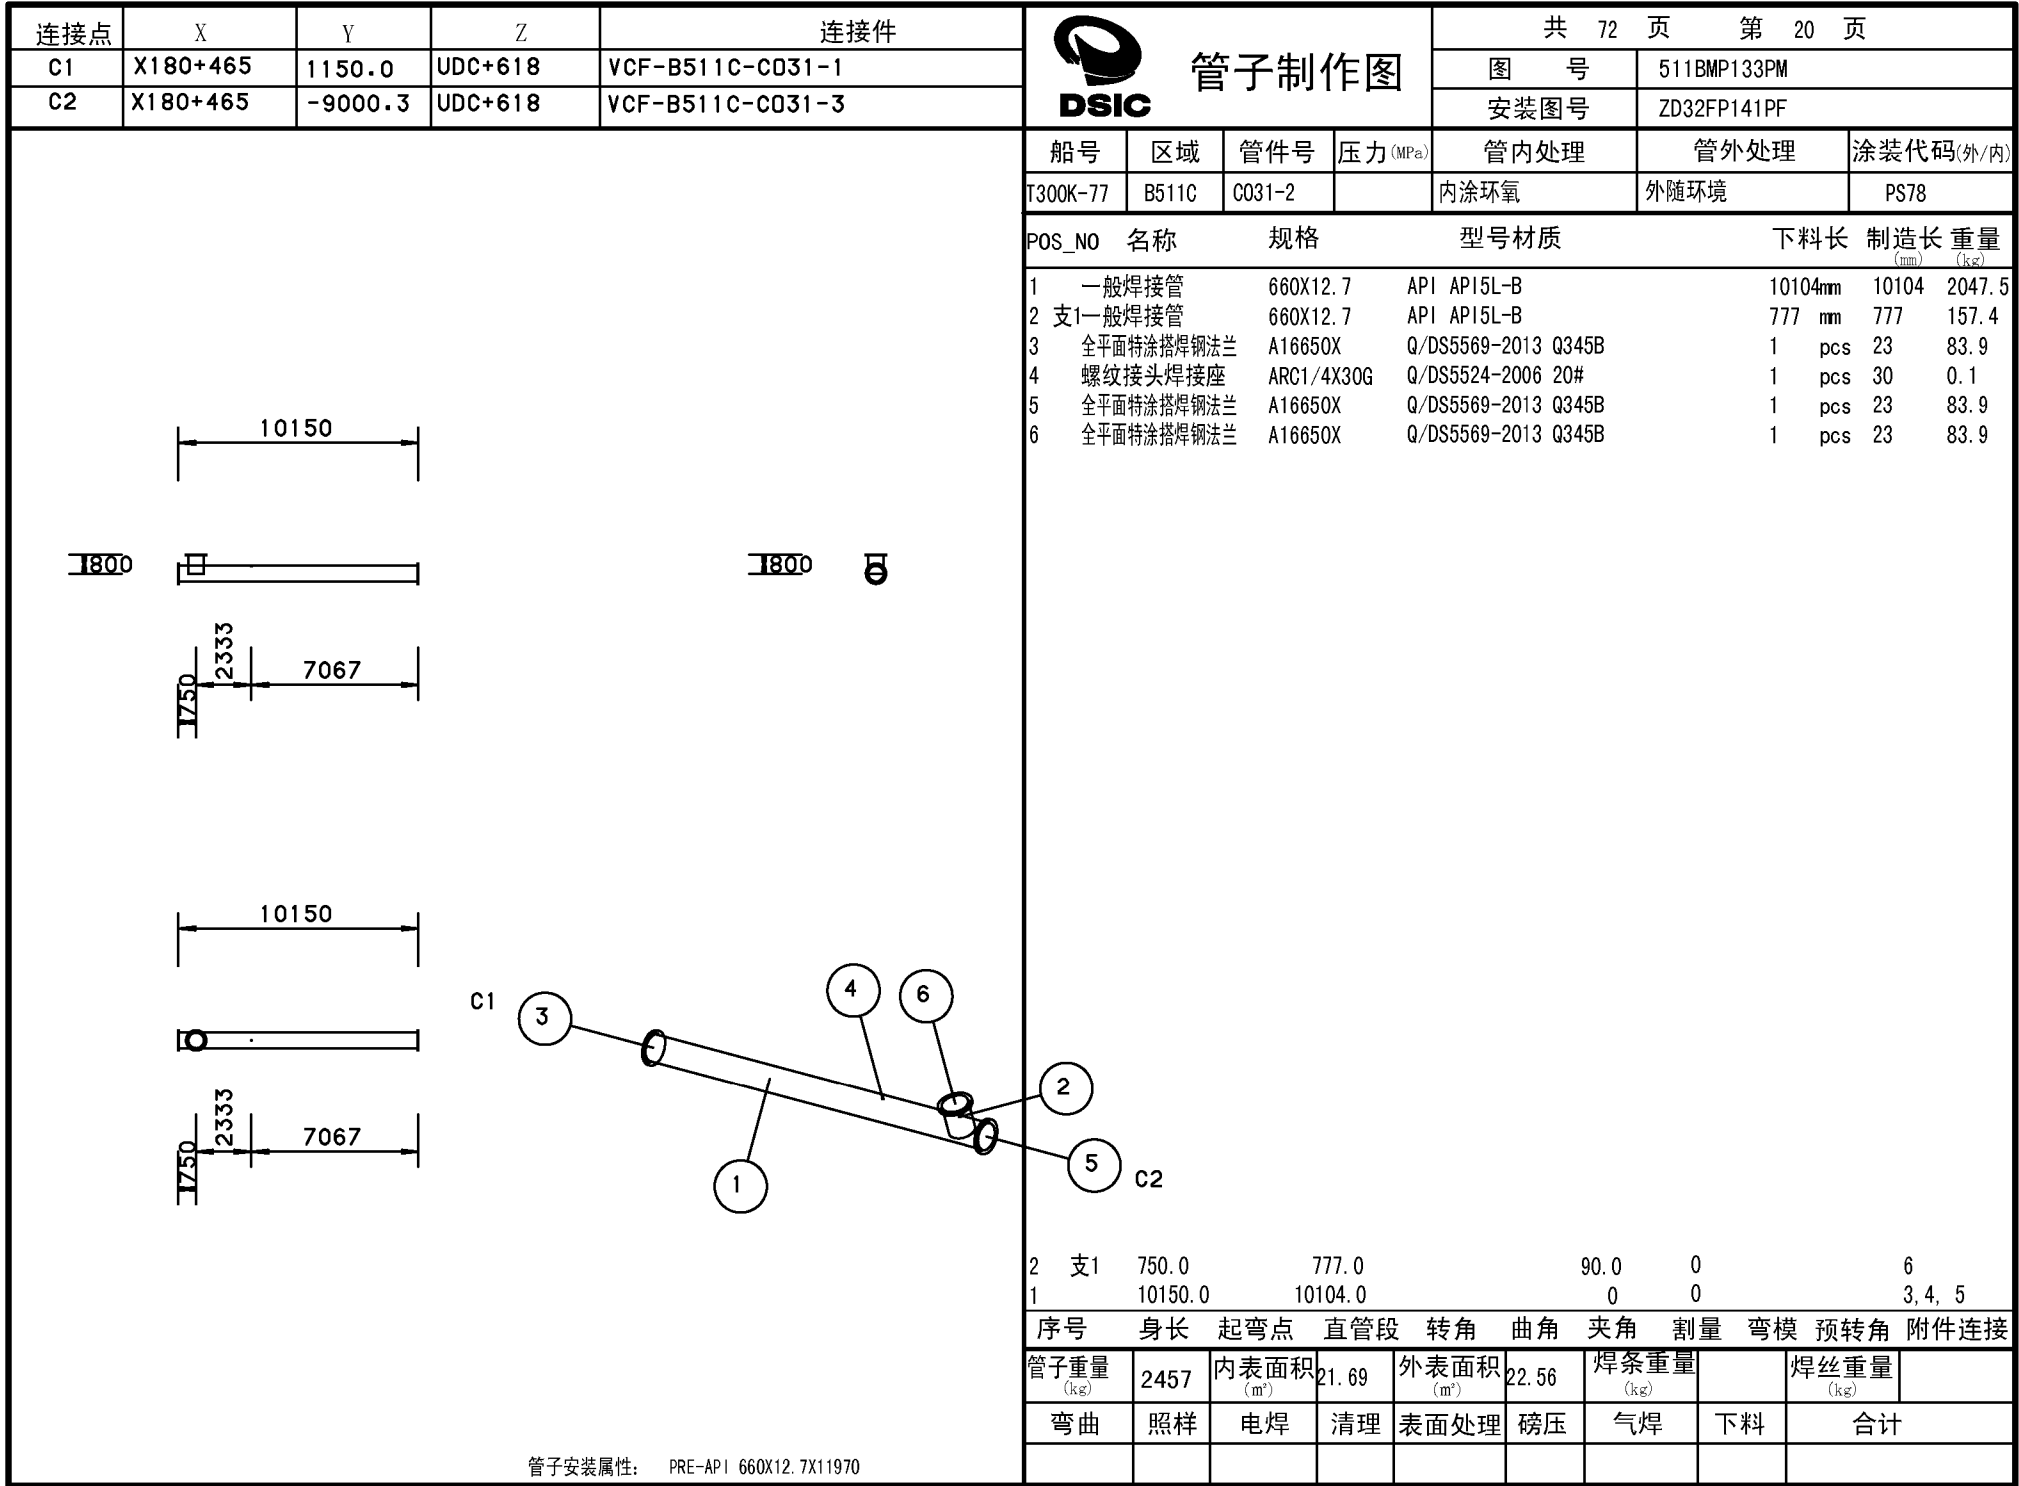 连接点 X Y Z 连接件
C1 X180+465 1150.0 UDC+618 VCF-B511C-C031-1
C2 X180+465 -9000.3 UDC+618 VCF-B511C-C031-3
DSIC
管子制作图
共 72 页 第 20 页
图 号 511BMP133PM
安装图号 ZD32FP141PF
船号 区域 管件号 压力(MPa) 管内处理 管外处理 涂装代码(外/内)
T300K-77 B511C C031-2 内涂环氧 外随环境 PS78
POS_NO 名称 规格 型号材质 下料长 制造长(mm) 重量(kg)
1 一般焊接管 660X12.7 API API5L-B 10104mm 10104 2047.5
2 支1一般焊接管 660X12.7 API API5L-B 777 mm 777 157.4
3 全平面特涂搭焊钢法兰 A16650X Q/DS5569-2013 Q345B 1 pcs 23 83.9
4 螺纹接头焊接座 ARC1/4X30G Q/DS5524-2006 20# 1 pcs 30 0.1
5 全平面特涂搭焊钢法兰 A16650X Q/DS5569-2013 Q345B 1 pcs 23 83.9
6 全平面特涂搭焊钢法兰 A16650X Q/DS5569-2013 Q345B 1 pcs 23 83.9
10150
800
800
2333
7067
750
10150
2333
7067
750
C1
3
4
6
2
1
5
C2
2 支1 750.0 777.0 90.0 0 6
1 10150.0 10104.0 0 0 3,4, 5
序号 身长 起弯点 直管段 转角 曲角 夹角 割量 弯模 预转角 附件连接
管子重量(kg) 2457 内表面积(m²) 21.69 外表面积(m²) 22.56 焊条重量(kg) 焊丝重量(kg)
弯曲 照样 电焊 清理 表面处理 磅压 气焊 下料 合计
管子安装属性: PRE-API 660X12.7X11970